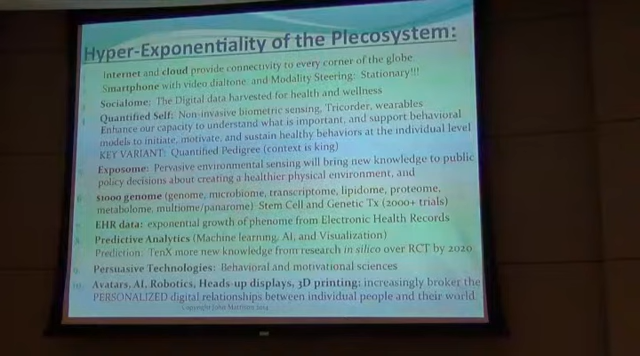 Hyper-Exponentiality of the Plecosystem:
Internet and cloud provide connectivity to every corner of the globe
Smartphone with video dialtone, and Modality Steering: Stationary!!!
Socialome: The Digital data harvested for health and wellness
Quantified Self: Non-invasive biometric sensing, Tricorder, wearables
Enhance our capacity to understand what is important, and support behavioral
models to initiate, motivate, and sustain healthy behaviors at the individual level
KEY VARIANT: Quantified Pedigree (context is king)
Exposome: Pervasive environmental sensing will bring new knowledge to public
policy decisions about creating a healthier physical environment, and
$1000 genome (genome, microbiome, transcriptome, lipidome, proteome,
metabolome, multiome/panarome) Stem Cell and Genetic Tx (2000+ trials)
EHR data: exponential growth of phenome from Electronic Health Records
8. Predictive Analytics (Machine learning, AI, and Visualization)
Prediction: TenX more new knowledge from research in silico over RCT by 2020
9. Persuasive Technologies: Behavioral and motivational sciences
10. Avatars, AI, Robotics, Heads-up displays, 3D printing: increasingly broker the
PERSONALIZED digital relationships between individual people and their world
Copyright John Mattison 2014